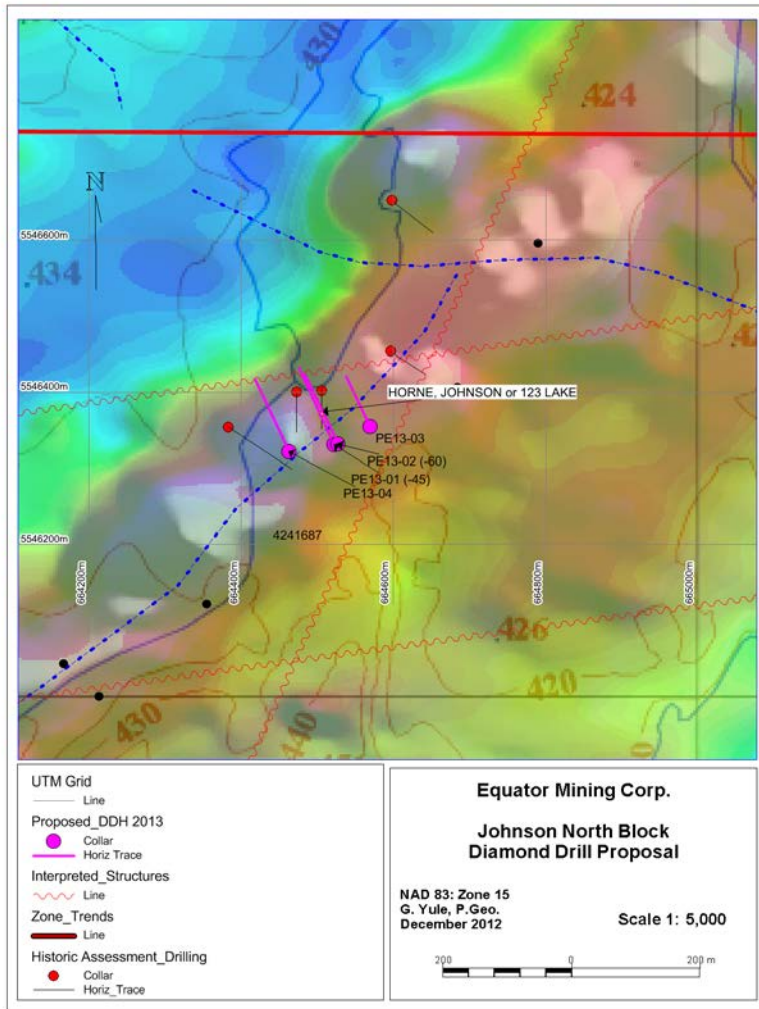 430
424
N
5546600m
434
42
5546400m
HORNE, JOHNSON or 123 LAKE
PE13-03
PE13-02 (-60)
PE13-01 (-45)
PE13-04
4241687
5546200m
664200m
664400m
664600m
664800m
665000m
426
420
430
440
0
UTM Grid
Line
Proposed_DDH 2013
Collar
Horiz Trace
Interpreted_Structures
Line
Zone_Trends
Line
Historic Assessment_Drilling
Collar
Horiz_Trace
Equator Mining Corp.
Johnson North Block
Diamond Drill Proposal
NAD 83: Zone 15
G. Yule, P.Geo.
December 2012
Scale 1: 5,000
200
0
200 m